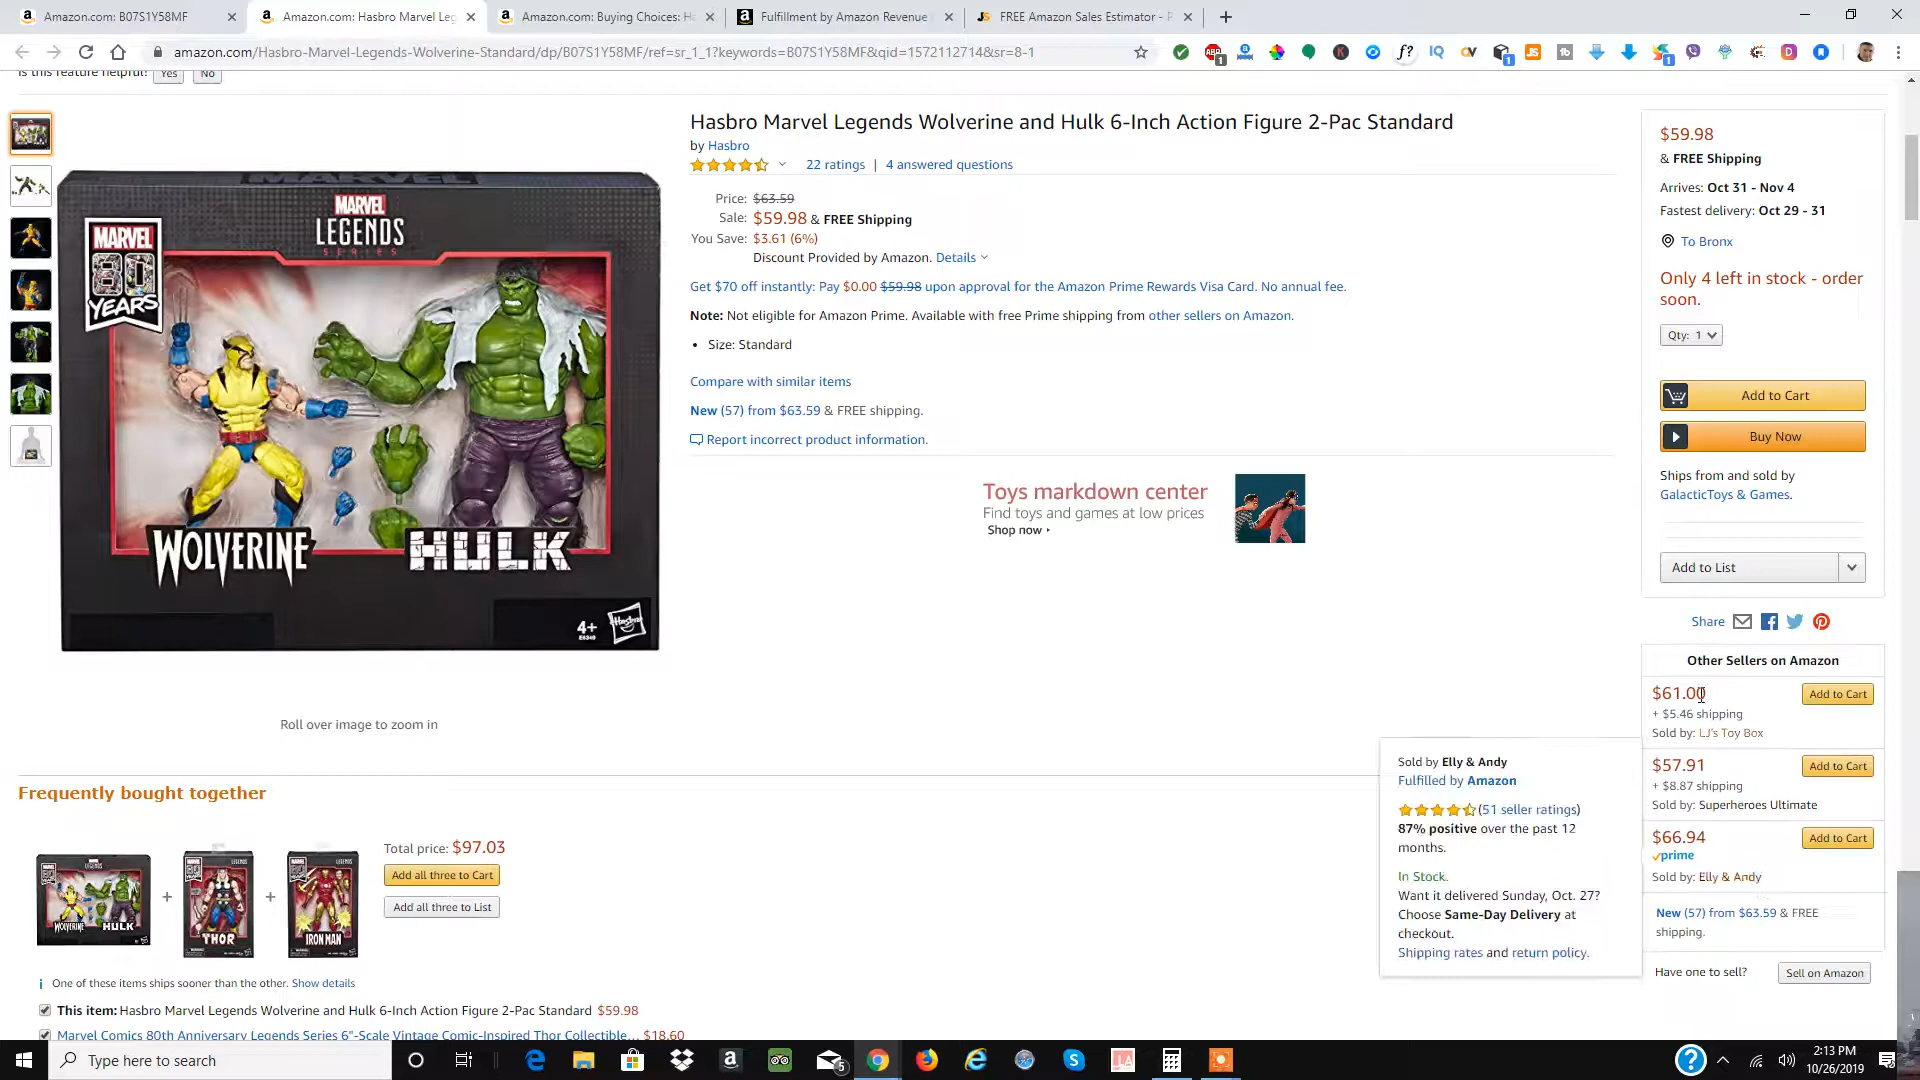 Amazon.com: B07S1Y58MF
Amazon.com: Hasbro Marvel Leg
Amazon.com: Buying Choices: Ha
Fulfillment by Amazon Revenue
FREE Amazon Sales Estimator - P
amazon.com/Hasbro-Marvel-Legends-Wolverine-Standard/dp/B07S1Y58MF/ref=sr_1_1?keywords=B07S1Y58MF&qid=1572112714&sr=8-1
Is this feature helpful? Yes No
MARVEL
MARVEL
80
YEARS
MARVEL
LEGENDS
SERIES
WOLVERINE
HULK
4+
Hasbro
Roll over image to zoom in
Hasbro Marvel Legends Wolverine and Hulk 6-Inch Action Figure 2-Pac Standard
by Hasbro
22 ratings | 4 answered questions
Price: $63.59
Sale: $59.98 & FREE Shipping
You Save: $3.61 (6%)
Discount Provided by Amazon. Details
Get $70 off instantly: Pay $0.00 $59.98 upon approval for the Amazon Prime Rewards Visa Card. No annual fee.
Note: Not eligible for Amazon Prime. Available with free Prime shipping from other sellers on Amazon.
• Size: Standard
Compare with similar items
New (57) from $63.59 & FREE shipping.
Report incorrect product information.
Toys markdown center
Find toys and games at low prices
Shop now
$59.98
& FREE Shipping
Arrives: Oct 31 - Nov 4
Fastest delivery: Oct 29 - 31
To Bronx
Only 4 left in stock - order
soon.
Qty: 1
Add to Cart
Buy Now
Ships from and sold by
GalacticToys & Games.
Add to List
Share
Other Sellers on Amazon
$61.00
Add to Cart
+ $5.46 shipping
Sold by: LJ's Toy Box
$57.91
Add to Cart
+ $8.87 shipping
Sold by: Superheroes Ultimate
$66.94
Add to Cart
prime
Sold by: Elly & Andy
New (57) from $63.59 & FREE
shipping.
Have one to sell? Sell on Amazon
Sold by Elly & Andy
Fulfilled by Amazon
(51 seller ratings)
87% positive over the past 12
months.
In Stock.
Want it delivered Sunday, Oct. 27?
Choose Same-Day Delivery at
checkout.
Shipping rates and return policy.
Frequently bought together
WOLVERINE HULK
+
THOR
+
IRON MAN
Total price: $97.03
Add all three to Cart
Add all three to List
i One of these items ships sooner than the other. Show details
This item: Hasbro Marvel Legends Wolverine and Hulk 6-Inch Action Figure 2-Pac Standard $59.98
Marvel Comics 80th Anniversary Legends Series 6"-Scale Vintage Comic-Inspired Thor Collectible... $18.60
Type here to search
2:13 PM
10/26/2019